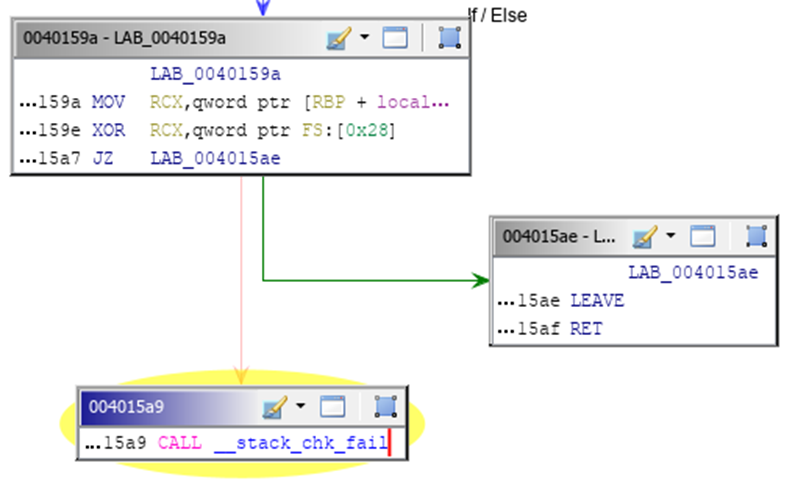 If / Else
0040159a - LAB_0040159a
LAB_0040159a
...159a MOV RCX,qword ptr [RBP + local...
...159e XOR RCX,qword ptr FS:[0x28]
...15a7 JZ LAB_004015ae
004015ae - L...
LAB_004015ae
...15ae LEAVE
...15af RET
004015a9
...15a9 CALL __stack_chk_fail